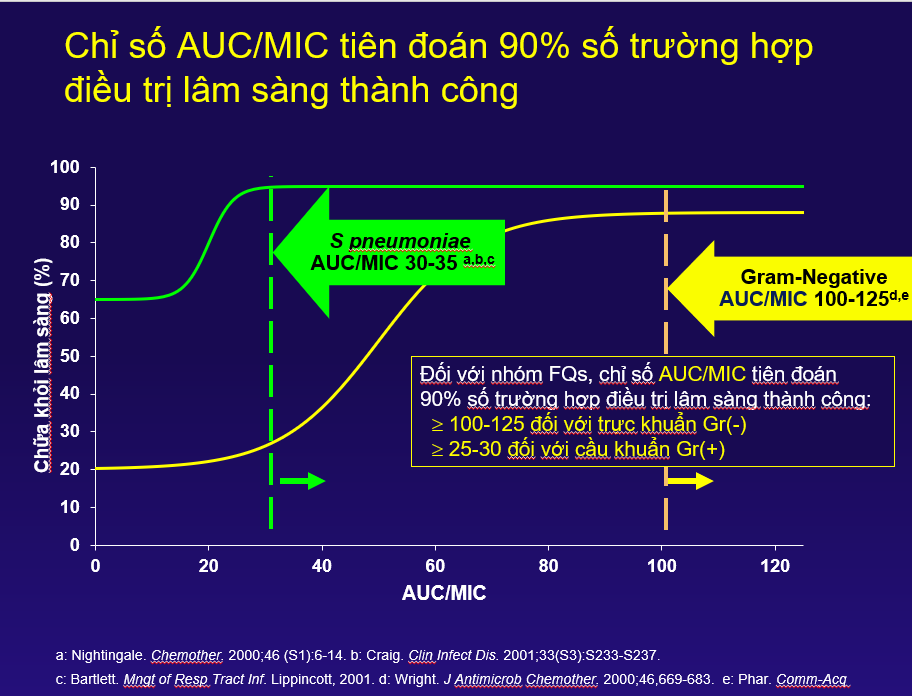 Chỉ số AUC/MIC tiên đoán 90% số trường hợp
điều trị lâm sàng thành công
Chữa khỏi lâm sàng (%)
100
90
80
70
60
50
40
30
20
10
0
S pneumoniae
AUC/MIC 30-35 a,b,c
Gram-Negative
AUC/MIC 100-125d,e
Đối với nhóm FQs, chỉ số AUC/MIC tiên đoán
90% số trường hợp điều trị lâm sàng thành công:
≥ 100-125 đối với trực khuẩn Gr(-)
≥ 25-30 đối với cầu khuẩn Gr(+)
0 20 40 60 80 100 120
AUC/MIC
a: Nightingale. Chemother. 2000;46 (S1):6-14. b: Craig. Clin Infect Dis. 2001;33(S3):S233-S237.
c: Bartlett. Mngt of Resp Tract Inf. Lippincott, 2001. d: Wright. J Antimicrob Chemother. 2000;46,669-683. e: Phar. Comm-Acq